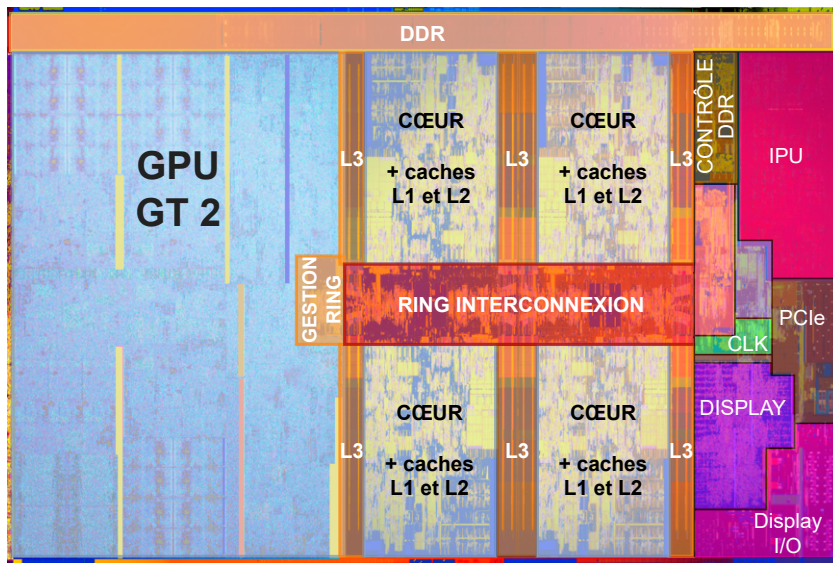 DDR
GPU
GT 2
L3
CŒUR
+ caches
L1 et L2
L3
CŒUR
+ caches
L1 et L2
L3
CONTRÔLE
DDR
IPU
GESTION
RING
RING INTERCONNEXION
PCIe
CLK
L3
CŒUR
+ caches
L1 et L2
L3
CŒUR
+ caches
L1 et L2
L3
DISPLAY
Display
I/O